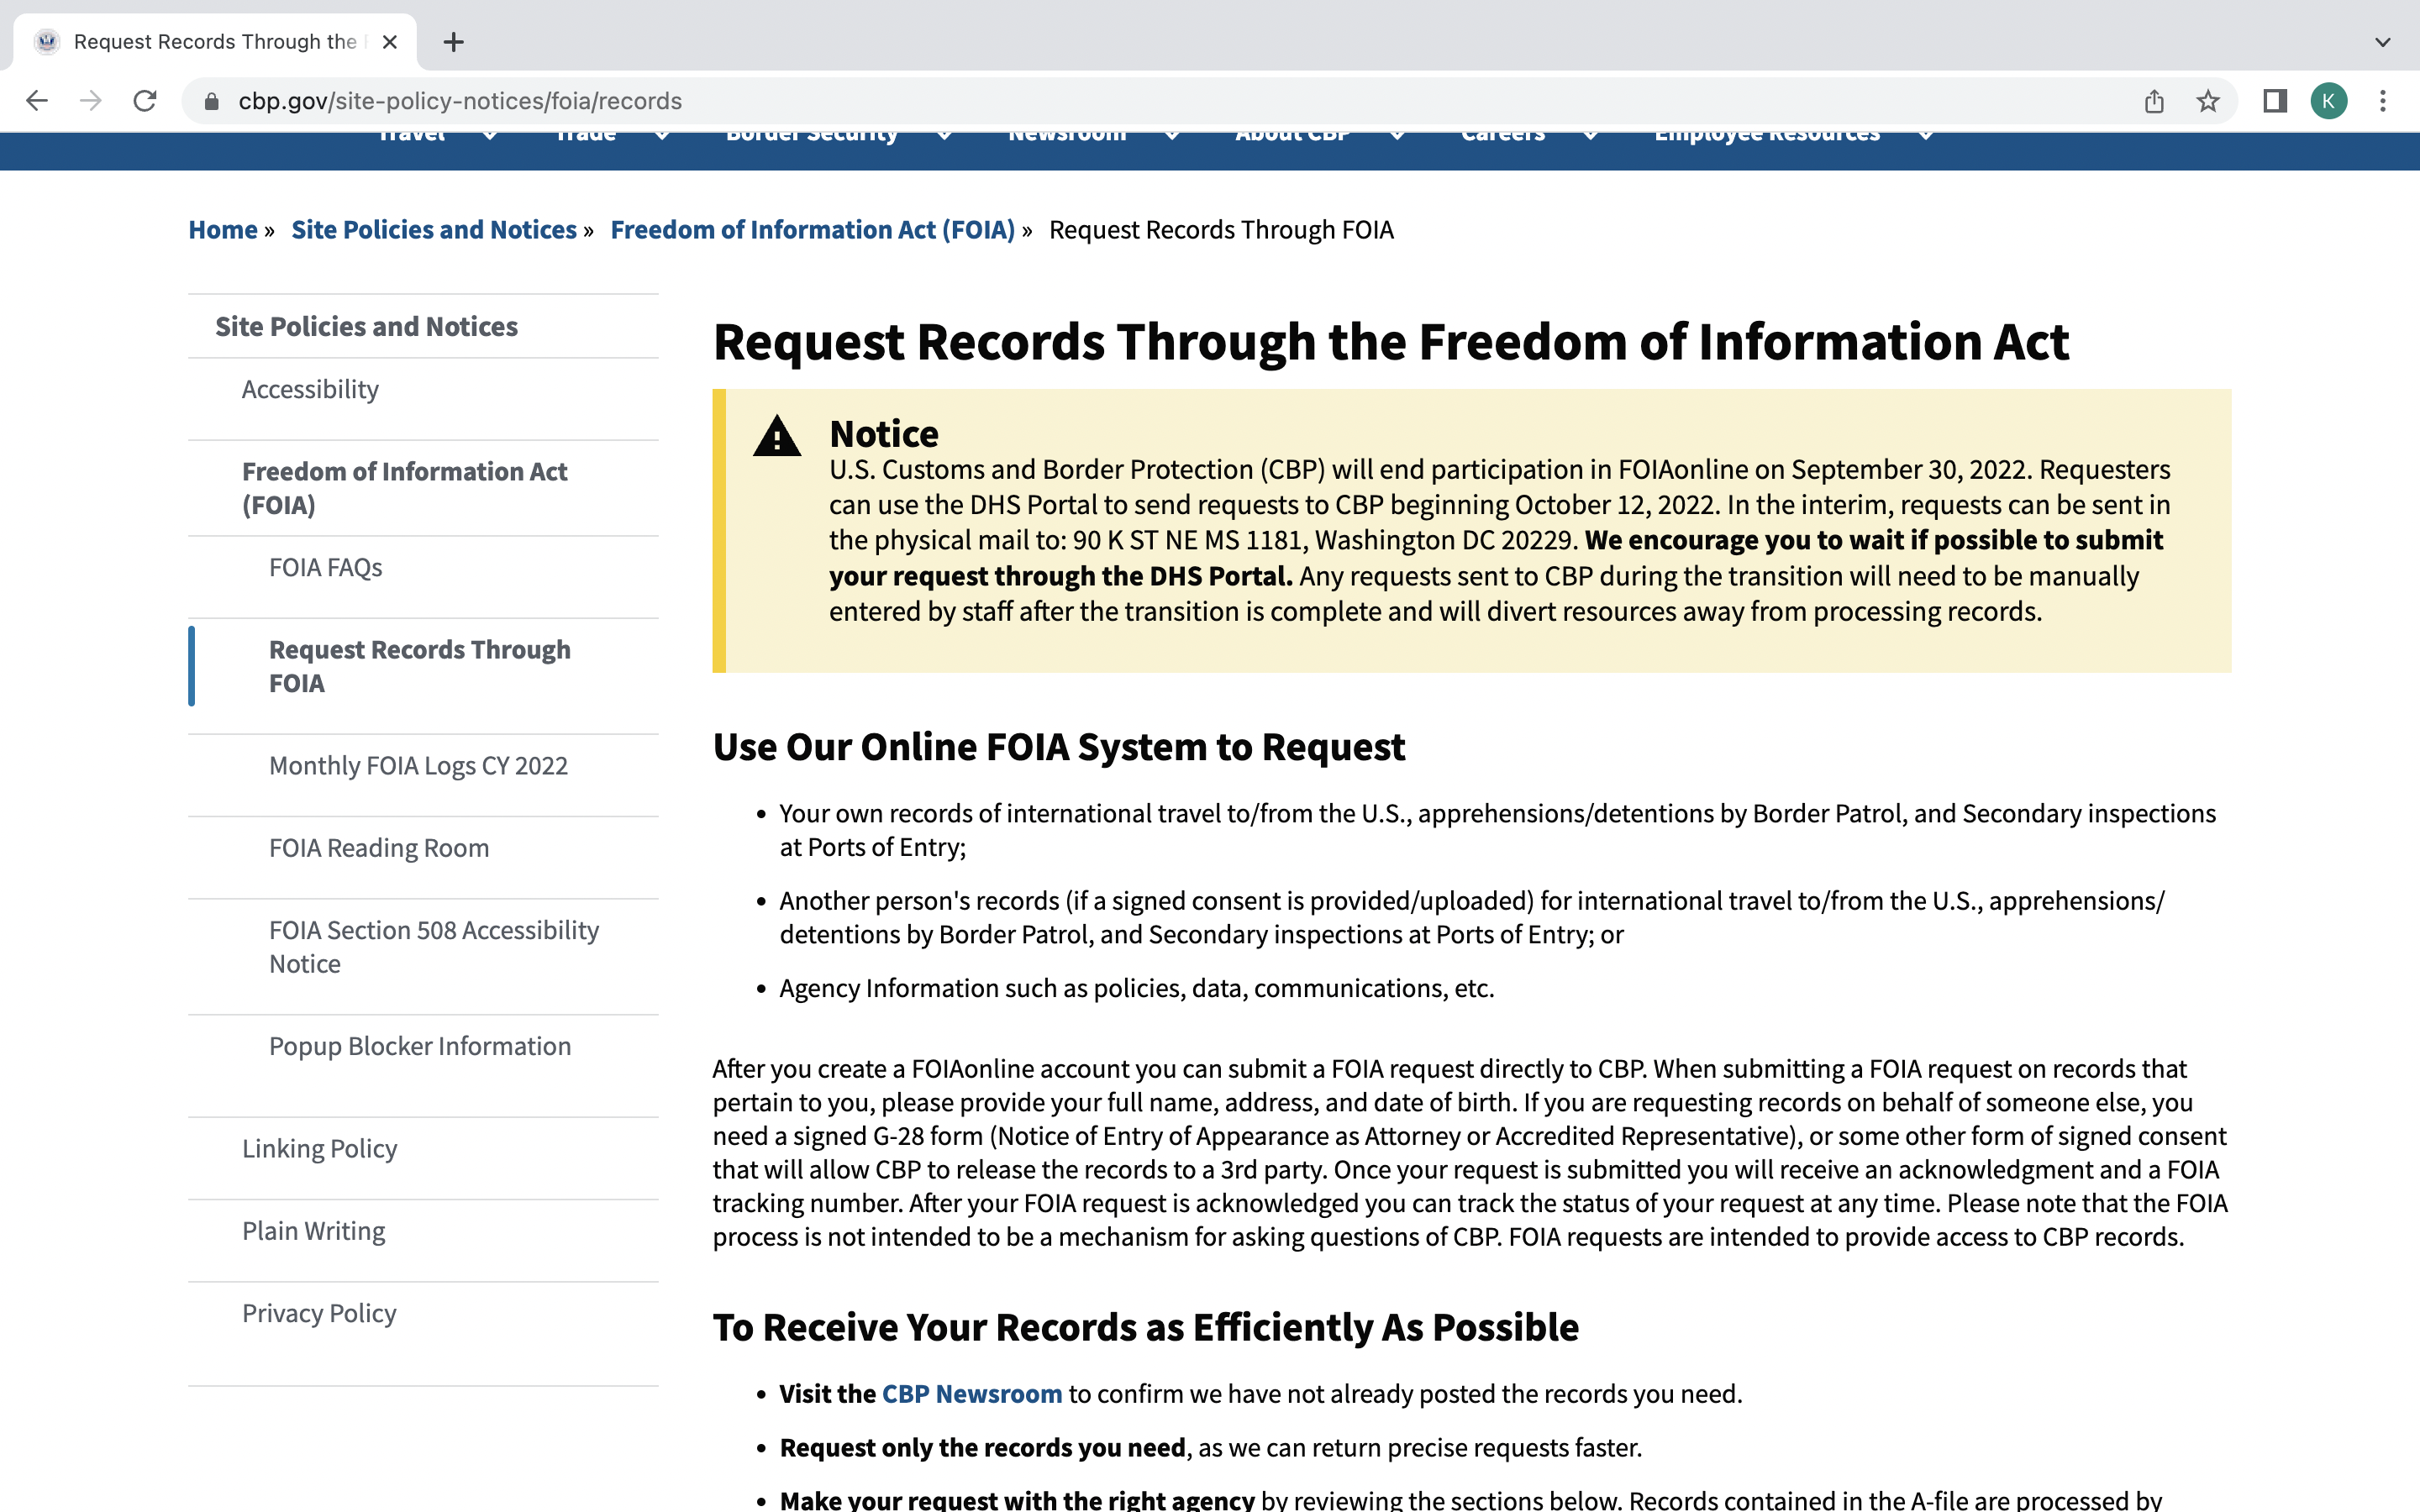 Request Records Through the
cbp.gov/site-policy-notices/foia/records
K
Travel Trade Border Security Newsroom About CBP Careers Employee Resources
Home » Site Policies and Notices » Freedom of Information Act (FOIA) » Request Records Through FOIA
Site Policies and Notices
Accessibility
Freedom of Information Act
(FOIA)
FOIA FAQs
Request Records Through
FOIA
Monthly FOIA Logs CY 2022
FOIA Reading Room
FOIA Section 508 Accessibility
Notice
Popup Blocker Information
Linking Policy
Plain Writing
Privacy Policy
Request Records Through the Freedom of Information Act
Notice
U.S. Customs and Border Protection (CBP) will end participation in FOIAonline on September 30, 2022. Requesters
can use the DHS Portal to send requests to CBP beginning October 12, 2022. In the interim, requests can be sent in
the physical mail to: 90 K ST NE MS 1181, Washington DC 20229. We encourage you to wait if possible to submit
your request through the DHS Portal. Any requests sent to CBP during the transition will need to be manually
entered by staff after the transition is complete and will divert resources away from processing records.
Use Our Online FOIA System to Request
• Your own records of international travel to/from the U.S., apprehensions/detentions by Border Patrol, and Secondary inspections
at Ports of Entry;
• Another person's records (if a signed consent is provided/uploaded) for international travel to/from the U.S., apprehensions/
detentions by Border Patrol, and Secondary inspections at Ports of Entry; or
• Agency Information such as policies, data, communications, etc.
After you create a FOIAonline account you can submit a FOIA request directly to CBP. When submitting a FOIA request on records that
pertain to you, please provide your full name, address, and date of birth. If you are requesting records on behalf of someone else, you
need a signed G-28 form (Notice of Entry of Appearance as Attorney or Accredited Representative), or some other form of signed consent
that will allow CBP to release the records to a 3rd party. Once your request is submitted you will receive an acknowledgment and a FOIA
tracking number. After your FOIA request is acknowledged you can track the status of your request at any time. Please note that the FOIA
process is not intended to be a mechanism for asking questions of CBP. FOIA requests are intended to provide access to CBP records.
To Receive Your Records as Efficiently As Possible
• Visit the CBP Newsroom to confirm we have not already posted the records you need.
• Request only the records you need, as we can return precise requests faster.
• Make your request with the right agency by reviewing the sections below. Records contained in the A-file are processed by